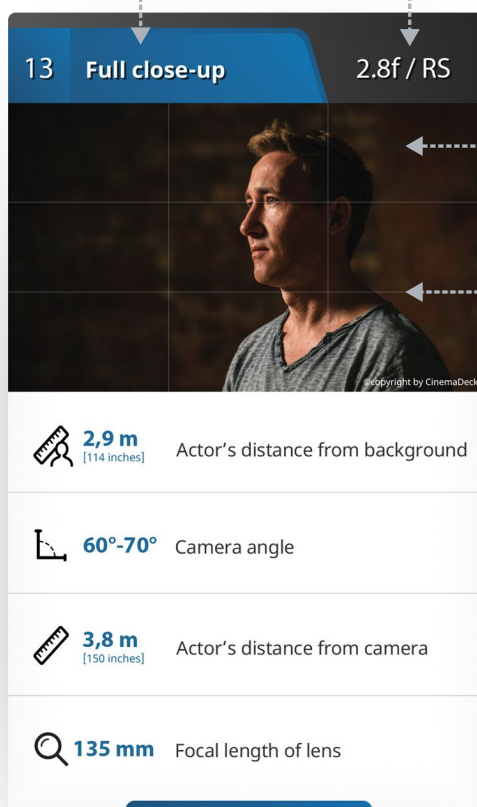 13 Full close-up 2.8f / RS
©copyright by CinemaDeck
2,9 m
[114 inches]
Actor's distance from background
60°-70° Camera angle
3,8 m
[150 inches]
Actor's distance from camera
135 mm Focal length of lens